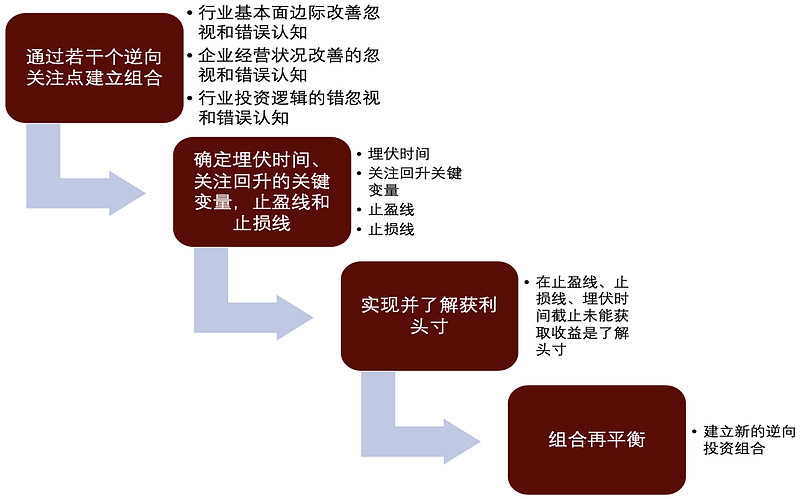 通过若干个逆向
关注点建立组合
• 行业基本面边际改善忽
视和错误认知
• 企业经营状况改善的忽
视和错误认知
• 行业投资逻辑的错忽视
和错误认知
确定埋伏时间、
关注回升的关键
变量，止盈线和
止损线
• 埋伏时间
• 关注回升关键
变量
• 止盈线
• 止损线
实现并了解获利
头寸
• 在止盈线、止
损线、埋伏时
间截止未能获
取收益是了解
头寸
组合再平衡
• 建立新的逆向
投资组合